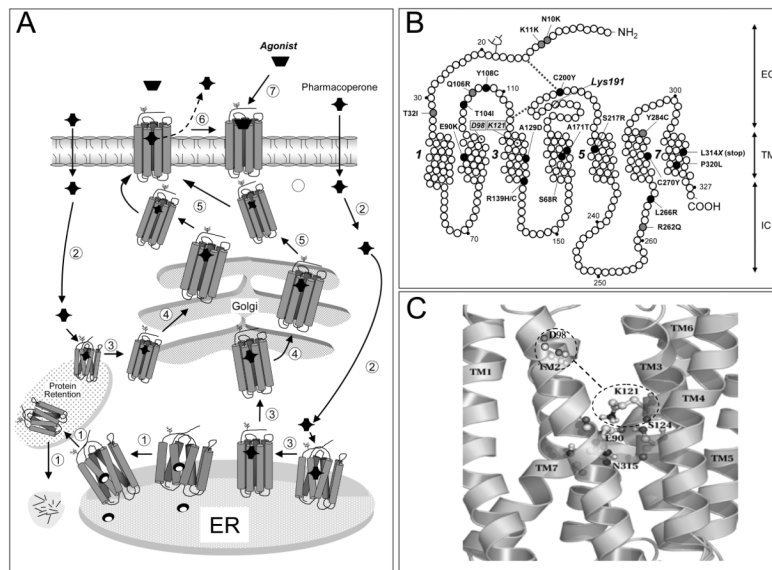 A
Agonist
Pharmacoperone
7
6
2
2
5
5
Golgi
4
4
2
3
Protein
Retention
3
3
1
1
1
1
ER
B
N10K
K11K
NH2
20
C200Y
Lys191
Y108C
Q106R
110
300
EC
T32I
T104I
E90K
D98
K121
A129D
A171T
S217R
Y284C
1
3
5
7
TM
L314X (stop)
P320L
R139H/C
S68R
C270Y
327
COOH
L266R
70
150
240
R262Q
260
250
IC
C
D98
TM6
TM1
TM2
TM3
K121
TM4
S124
E90
TM5
TM7
N315